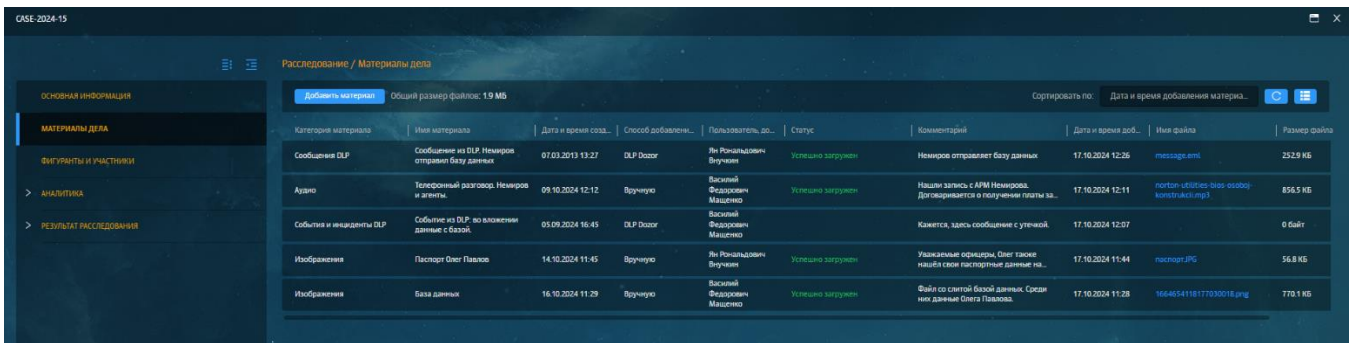 CASE-2024-15
Расследование / Материалы дела
ОСНОВНАЯ ИНФОРМАЦИЯ
МАТЕРИАЛЫ ДЕЛА
ФИГУРАНТЫ И УЧАСТНИКИ
АНАЛИТИКА
РЕЗУЛЬТАТ РАССЛЕДОВАНИЯ
Добавить материал Общий размер файлов: 1.9 МБ Сортировать по: Дата и время добавления материа...
Категория материала Имя материала Дата и время созд... Способ добавлени... Пользователь, до... Статус Комментарий Дата и время доб... Имя файла Размер файла
Сообщения DLP
Сообщение из DLP. Немиров
отправил базу данных
07.03.2013 13:27
DLP Dozor
Ян Рональдович
Внучкин
Успешно загружен
Немиров отправляет базу данных
17.10.2024 12:26
message.eml
252.9 КБ
Аудио
Телефонный разговор. Немиров
и агенты.
09.10.2024 12:12
Вручную
Василий
Федорович
Мащенко
Успешно загружен
Нашли запись с АРМ Немирова.
Договаривается о получении платы за...
17.10.2024 12:11
norton-utilities-bios-osoboj-
konstrukcii.mp3
856.5 КБ
События и инциденты DLP
Событие из DLP: во вложении
данные с базой.
05.09.2024 16:45
DLP Dozor
Василий
Федорович
Мащенко
Кажется, здесь сообщение с утечкой.
17.10.2024 12:07
0 байт
Изображения
Паспорт Олег Павлов
14.10.2024 11:45
Вручную
Ян Рональдович
Внучкин
Успешно загружен
Уважаемые офицеры, Олег также
нашёл свои паспортные данные на...
17.10.2024 11:44
паспорт.JPG
56.8 КБ
Изображения
База данных
16.10.2024 11:29
Вручную
Василий
Федорович
Мащенко
Успешно загружен
Файл со слитой базой данных. Среди
них данные Олега Павлова.
17.10.2024 11:28
1664654118177030018.png
770.1 КБ